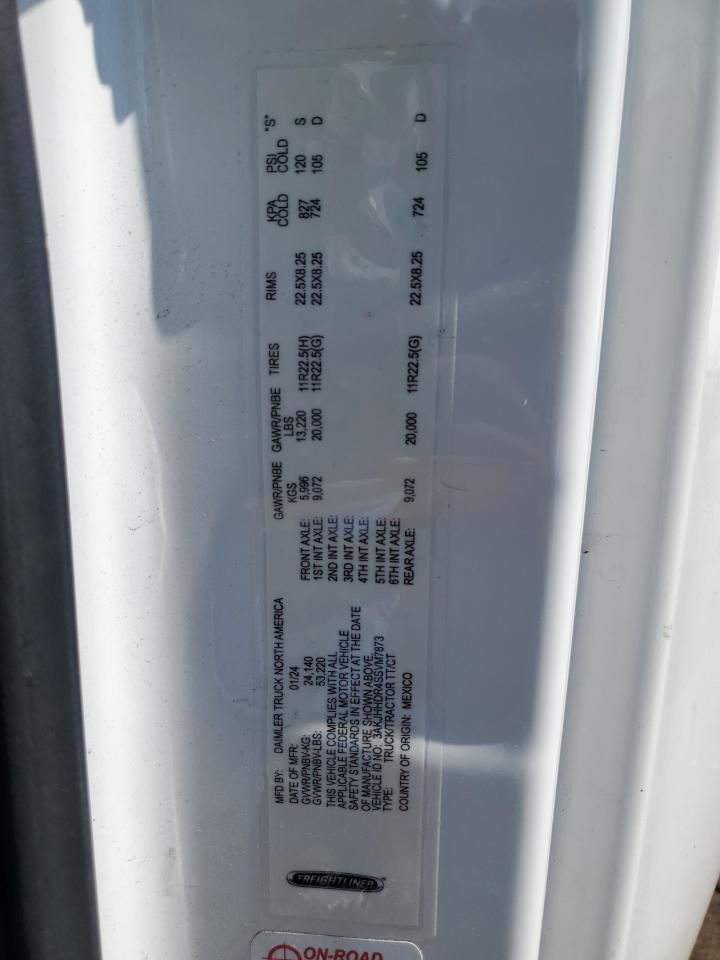 FREIGHTLINER
MFD BY: DAIMLER TRUCK NORTH AMERICA
DATE OF MFR: 01/24
GVWR/PNBV-KG: 24,140
GVWR/PNBV-LBS: 53,220
THIS VEHICLE COMPLIES WITH ALL
APPLICABLE FEDERAL MOTOR VEHICLE
SAFETY STANDARDS IN EFFECT AT THE DATE
OF MANUFACTURE SHOWN ABOVE.
VEHICLE ID NO.: 3AKJHHDR4SSVM7873
TYPE: TRUCK/TRACTOR TT/CT
COUNTRY OF ORIGIN: MEXICO
GAWR/PNBE GAWR/PNBE TIRES RIMS KPA PSI *S*
KGS LBS COLD COLD
FRONT AXLE: 5,996 13,220 11R22.5(H) 22.5X8.25 827 120 S
1ST INT AXLE: 9,072 20,000 11R22.5(G) 22.5X8.25 724 105 D
2ND INT AXLE:
3RD INT AXLE:
4TH INT AXLE:
5TH INT AXLE:
6TH INT AXLE:
REAR AXLE: 9,072 20,000 11R22.5(G) 22.5X8.25 724 105 D
ON-ROAD